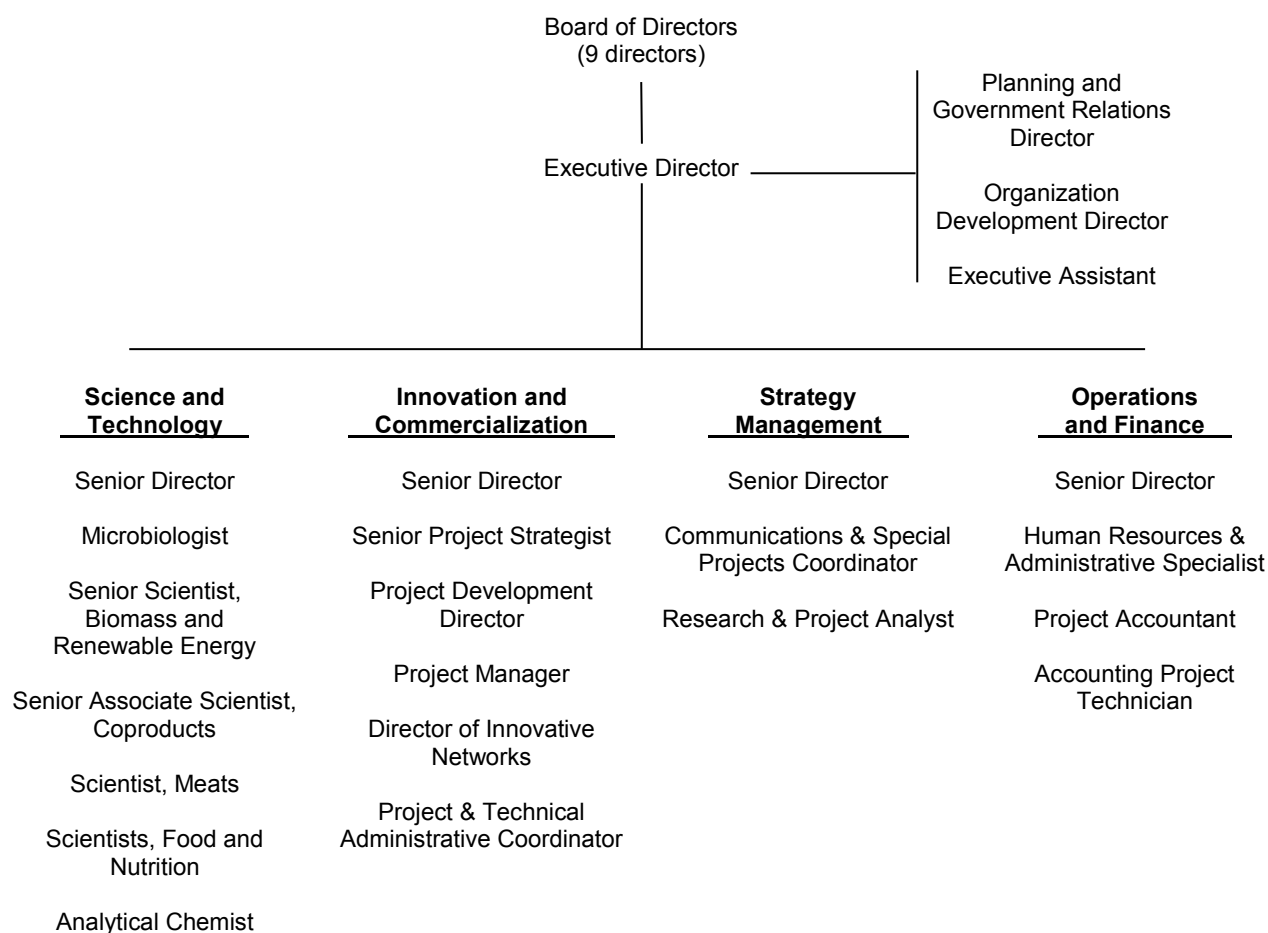 Board of Directors
(9 directors)
Planning and
Government Relations
Director
Executive Director
Organization
Development Director
Executive Assistant
Science and
Technology
Senior Director
Microbiologist
Senior Scientist,
Biomass and
Renewable Energy
Senior Associate Scientist,
Coproducts
Scientist, Meats
Scientists, Food and
Nutrition
Analytical Chemist
Innovation and
Commercialization
Senior Director
Senior Project Strategist
Project Development
Director
Project Manager
Director of Innovative
Networks
Project & Technical
Administrative Coordinator
Strategy
Management
Senior Director
Communications & Special
Projects Coordinator
Research & Project Analyst
Operations
and Finance
Senior Director
Human Resources &
Administrative Specialist
Project Accountant
Accounting Project
Technician